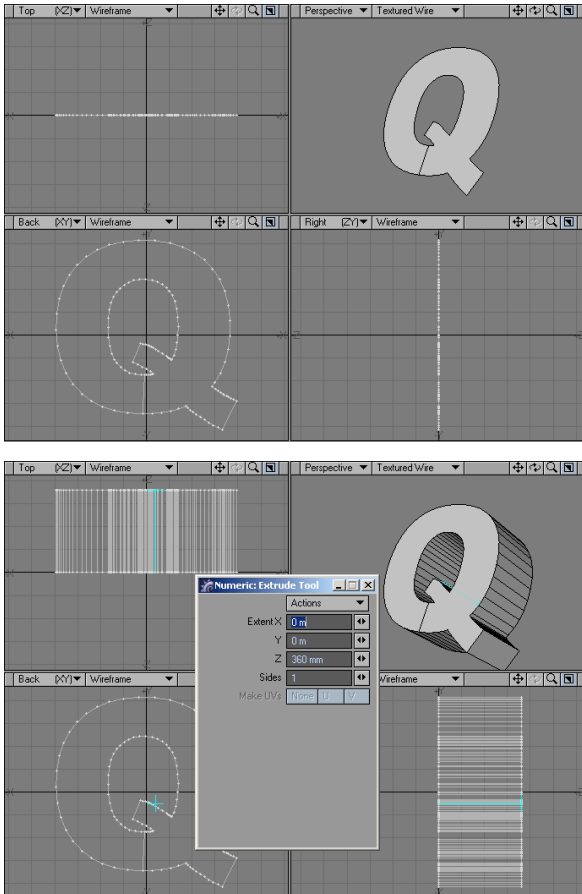 Top (XZ) Wireframe
Perspective Textured Wire
Back (XY) Wireframe
Right (ZY) Wireframe
Top (XZ) Wireframe
Perspective Textured Wire
Numeric: Extrude Tool
Actions
Extent X 0 m
Y 0 m
Z 360 mm
Sides 1
Make UVs None U V
Back (XY) Wireframe
Wireframe